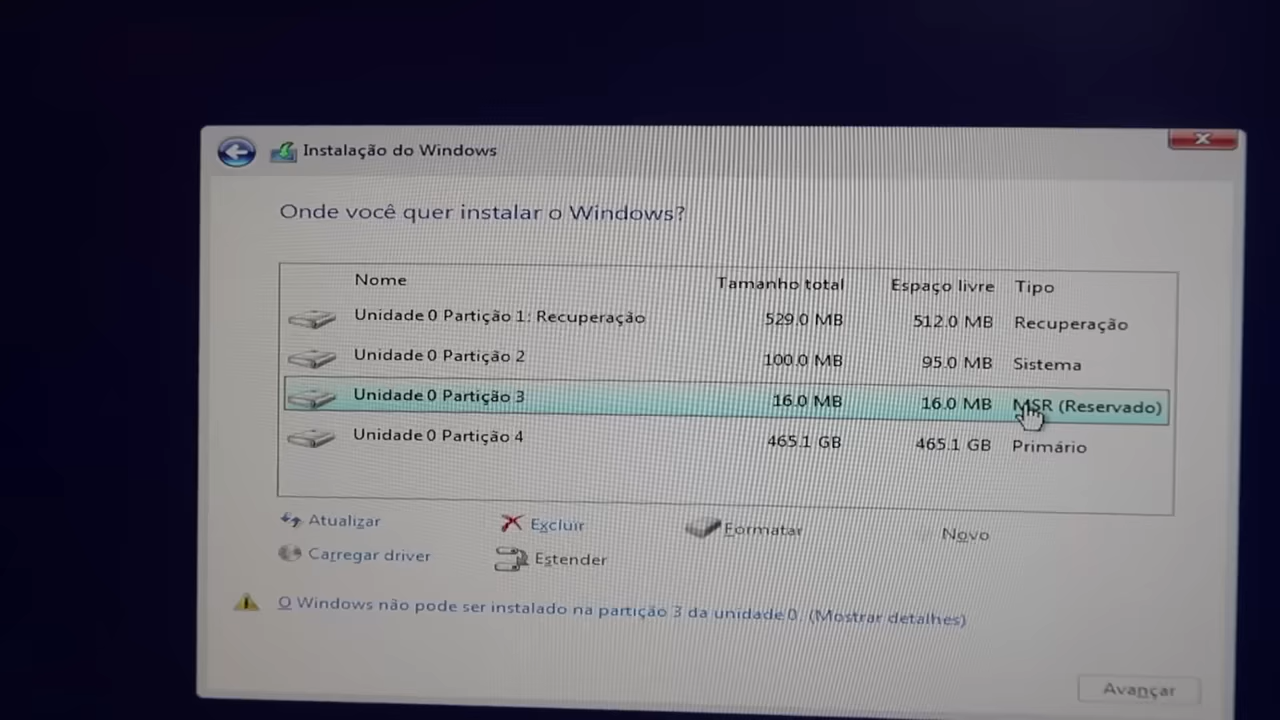 Instalação do Windows
Onde você quer instalar o Windows?
Nome Tamanho total Espaço livre Tipo
Unidade 0 Partição 1: Recuperação 529.0 MB 512.0 MB Recuperação
Unidade 0 Partição 2 100.0 MB 95.0 MB Sistema
Unidade 0 Partição 3 16.0 MB 16.0 MB MSR (Reservado)
Unidade 0 Partição 4 465.1 GB 465.1 GB Primário
Atualizar Excluir Formatar Novo
Carregar driver Estender
O Windows não pode ser instalado na partição 3 da unidade 0. (Mostrar detalhes)
Avançar